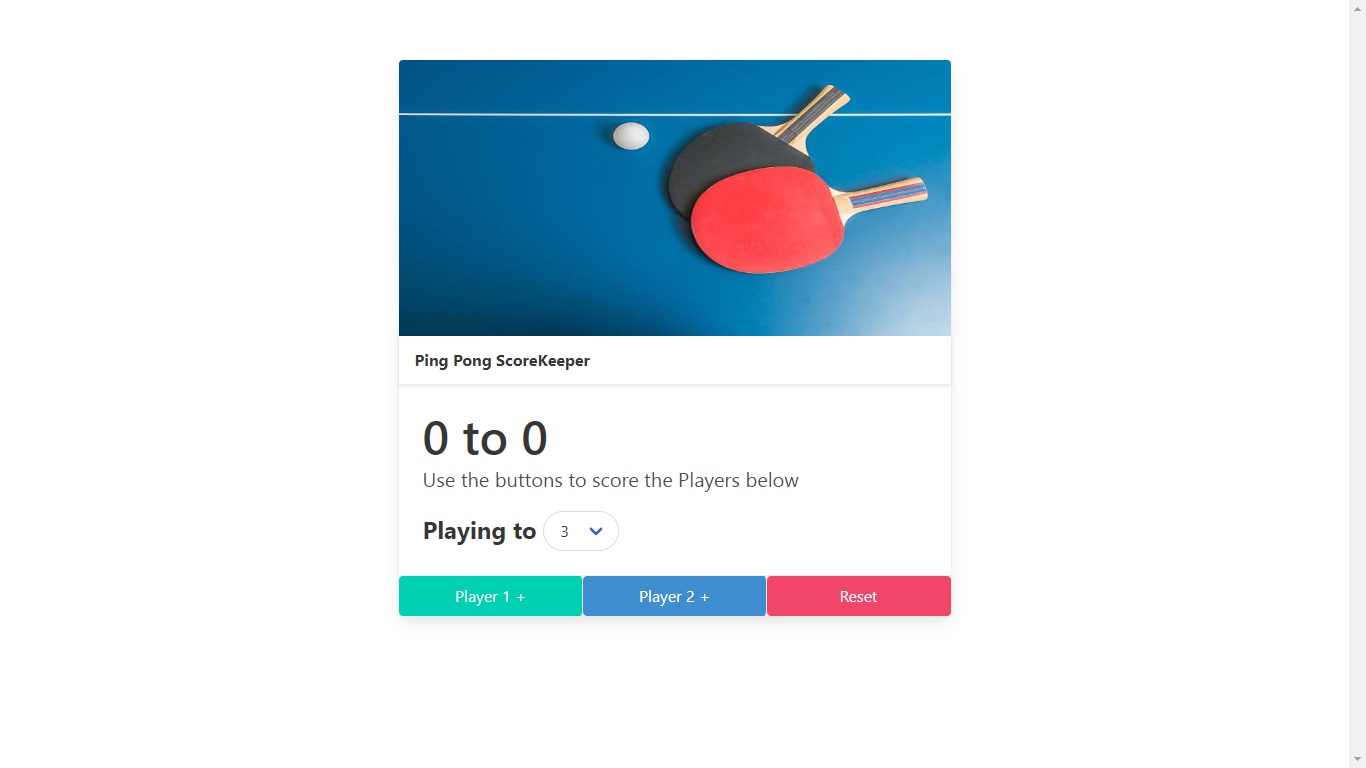 Ping Pong ScoreKeeper
0 to 0
Use the buttons to score the Players below
Playing to 3
Player 1 + Player 2 + Reset